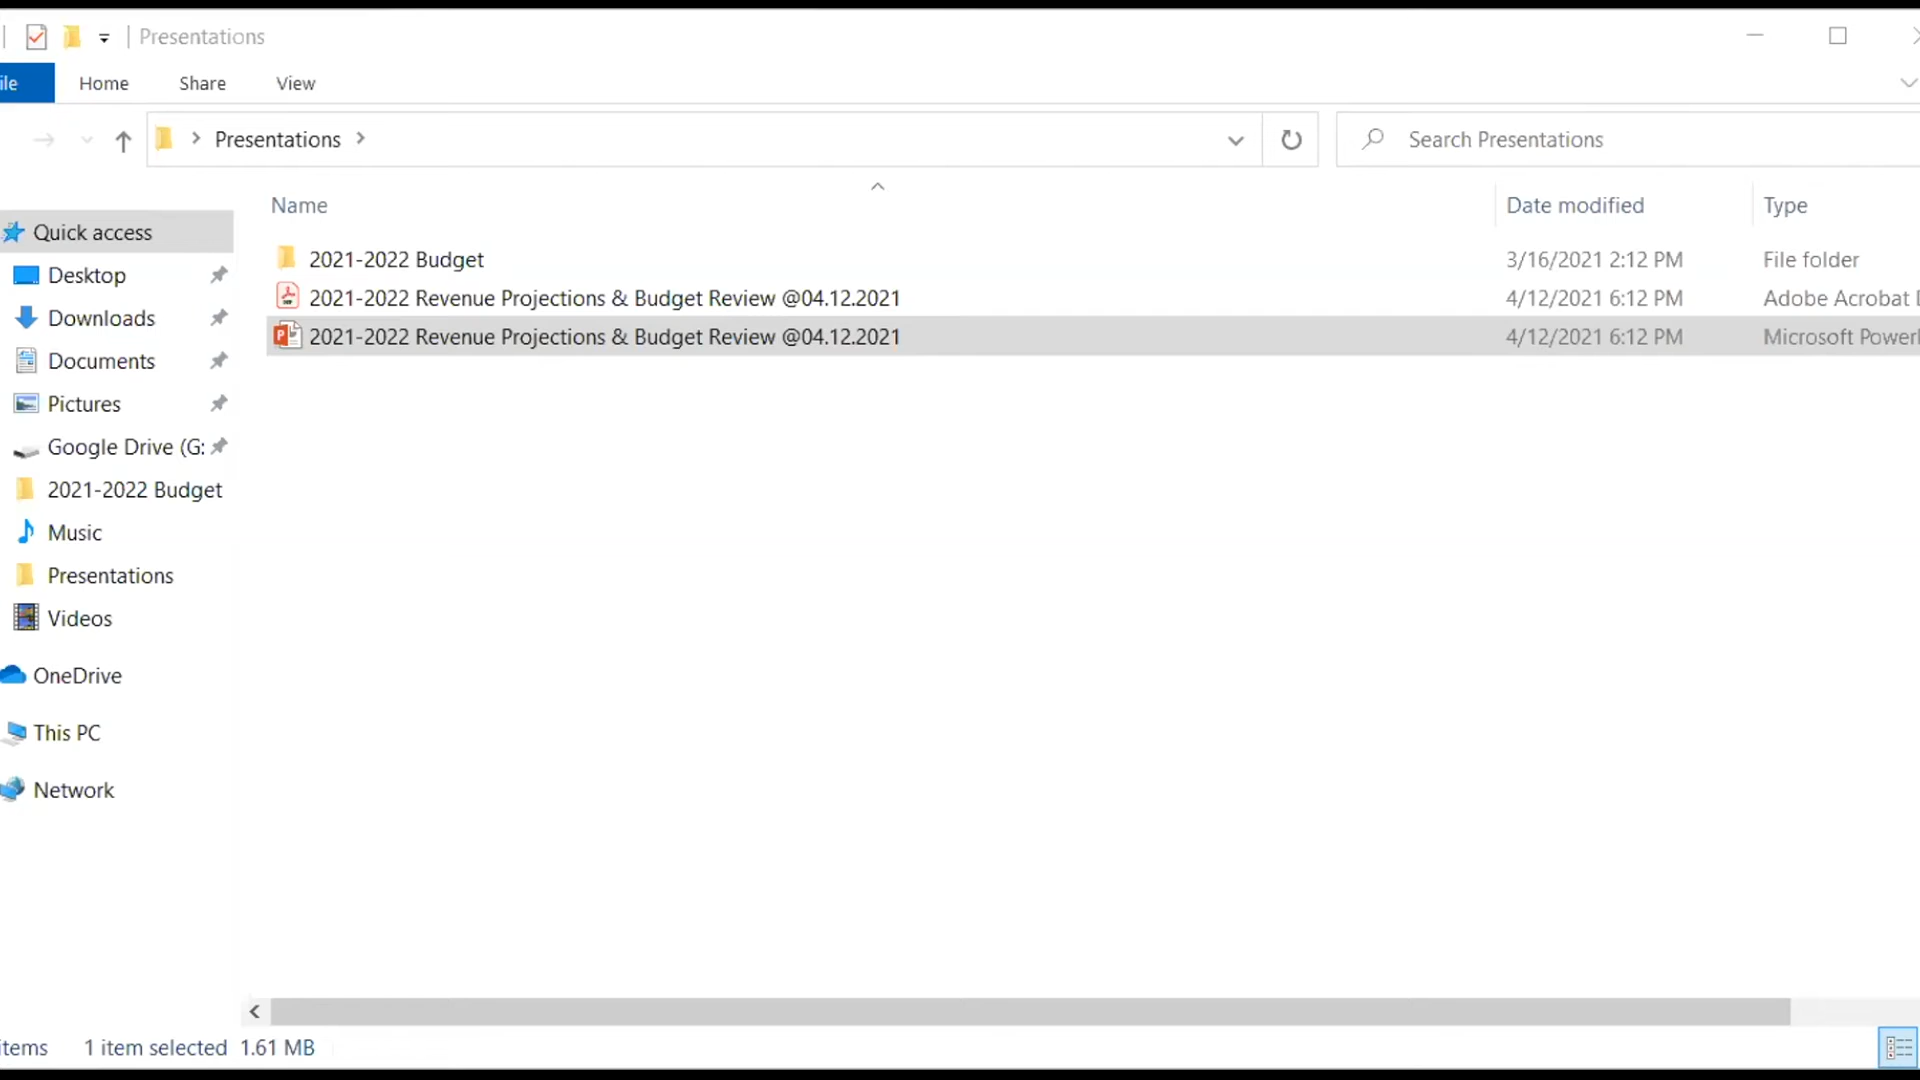 Presentations
ile Home Share View
Presentations Search Presentations
Name Date modified Type
Quick access
Desktop
Downloads
Documents
Pictures
Google Drive (G:
2021-2022 Budget
Music
Presentations
Videos
OneDrive
This PC
Network
2021-2022 Budget 3/16/2021 2:12 PM File folder
2021-2022 Revenue Projections & Budget Review @04.12.2021 4/12/2021 6:12 PM Adobe Acrobat D
2021-2022 Revenue Projections & Budget Review @04.12.2021 4/12/2021 6:12 PM Microsoft PowerP
items 1 item selected 1.61 MB